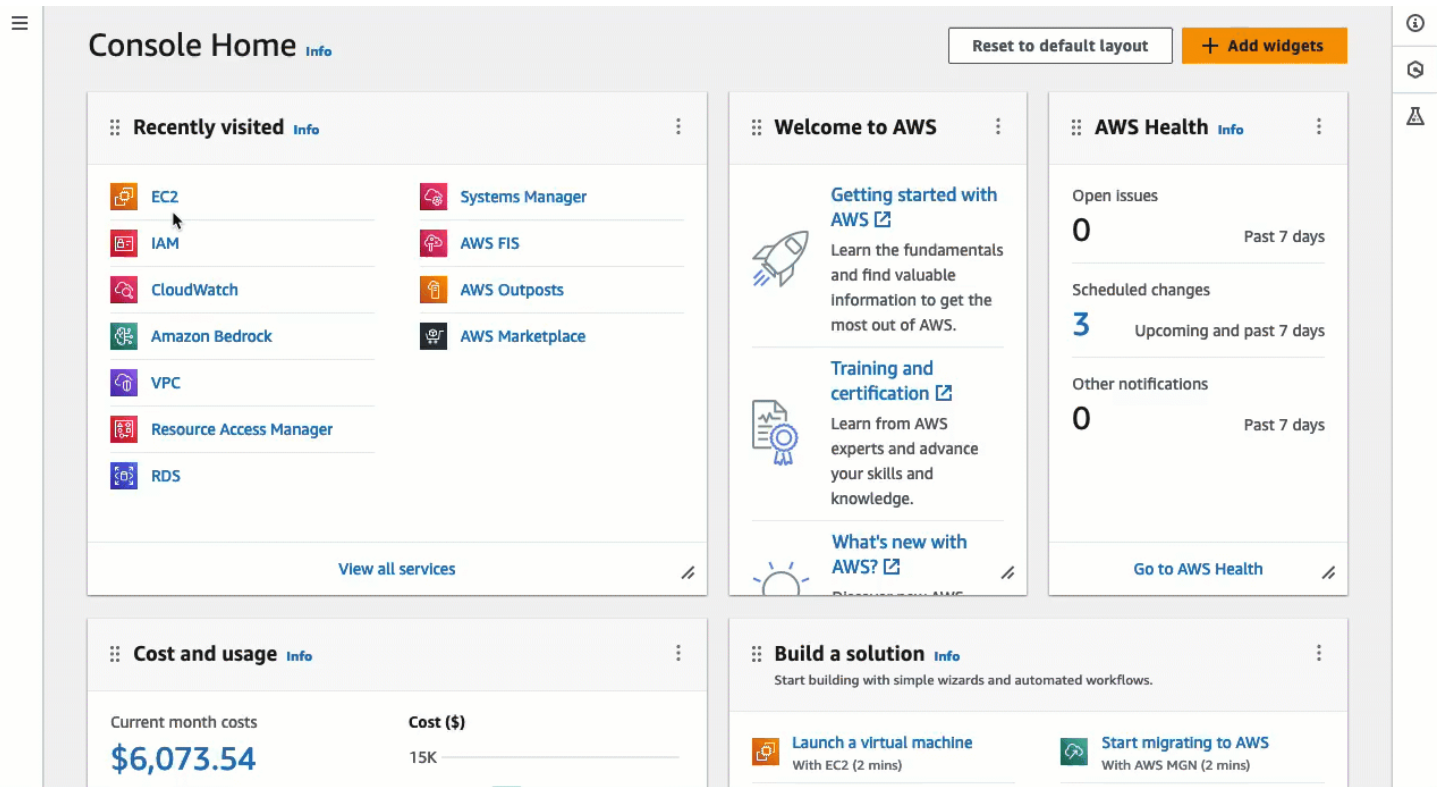 Console Home Info
Reset to default layout
Add widgets
Recently visited Info
EC2
IAM
CloudWatch
Amazon Bedrock
VPC
Resource Access Manager
RDS
Systems Manager
AWS FIS
AWS Outposts
AWS Marketplace
View all services
Welcome to AWS
Getting started with
AWS
Learn the fundamentals
and find valuable
information to get the
most out of AWS.
Training and
certification
Learn from AWS
experts and advance
your skills and
knowledge.
What's new with
AWS?
AWS Health Info
Open issues
0
Past 7 days
Scheduled changes
3
Upcoming and past 7 days
Other notifications
0
Past 7 days
Go to AWS Health
Cost and usage Info
Current month costs
$6,073.54
Cost ($)
15K
Build a solution Info
Start building with simple wizards and automated workflows.
Launch a virtual machine
With EC2 (2 mins)
Start migrating to AWS
With AWS MGN (2 mins)